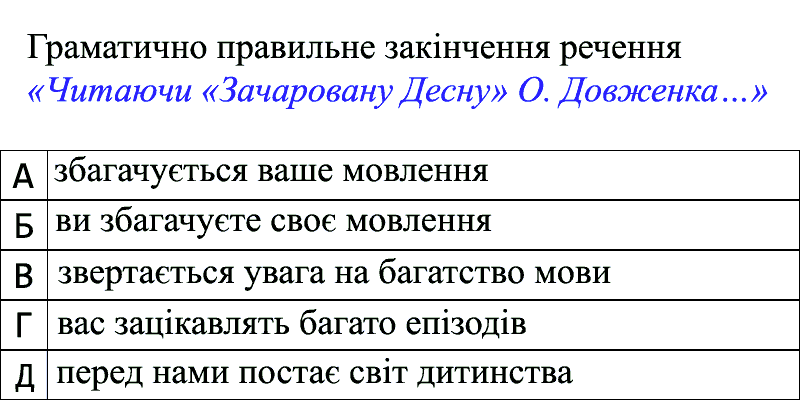 Граматично правильне закінчення речення
«Читаючи «Зачаровану Десну» О. Довженка…»
А збагачується ваше мовлення
Б ви збагачуєте своє мовлення
В звертається увага на багатство мови
Г вас зацікавлять багато епізодів
Д перед нами постає світ дитинства